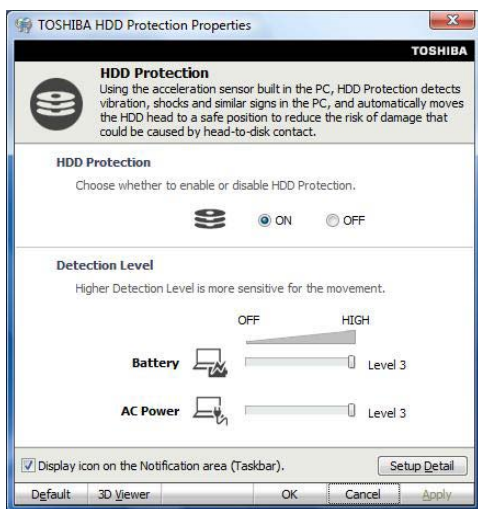 TOSHIBA HDD Protection Properties
TOSHIBA
HDD Protection
Using the acceleration sensor built in the PC, HDD Protection detects
vibration, shocks and similar signs in the PC, and automatically moves
the HDD head to a safe position to reduce the risk of damage that
could be caused by head-to-disk contact.
HDD Protection
Choose whether to enable or disable HDD Protection.
ON OFF
Detection Level
Higher Detection Level is more sensitive for the movement.
OFF HIGH
Battery Level 3
AC Power Level 3
Display icon on the Notification area (Taskbar). Setup Detail
Default 3D Viewer OK Cancel Apply